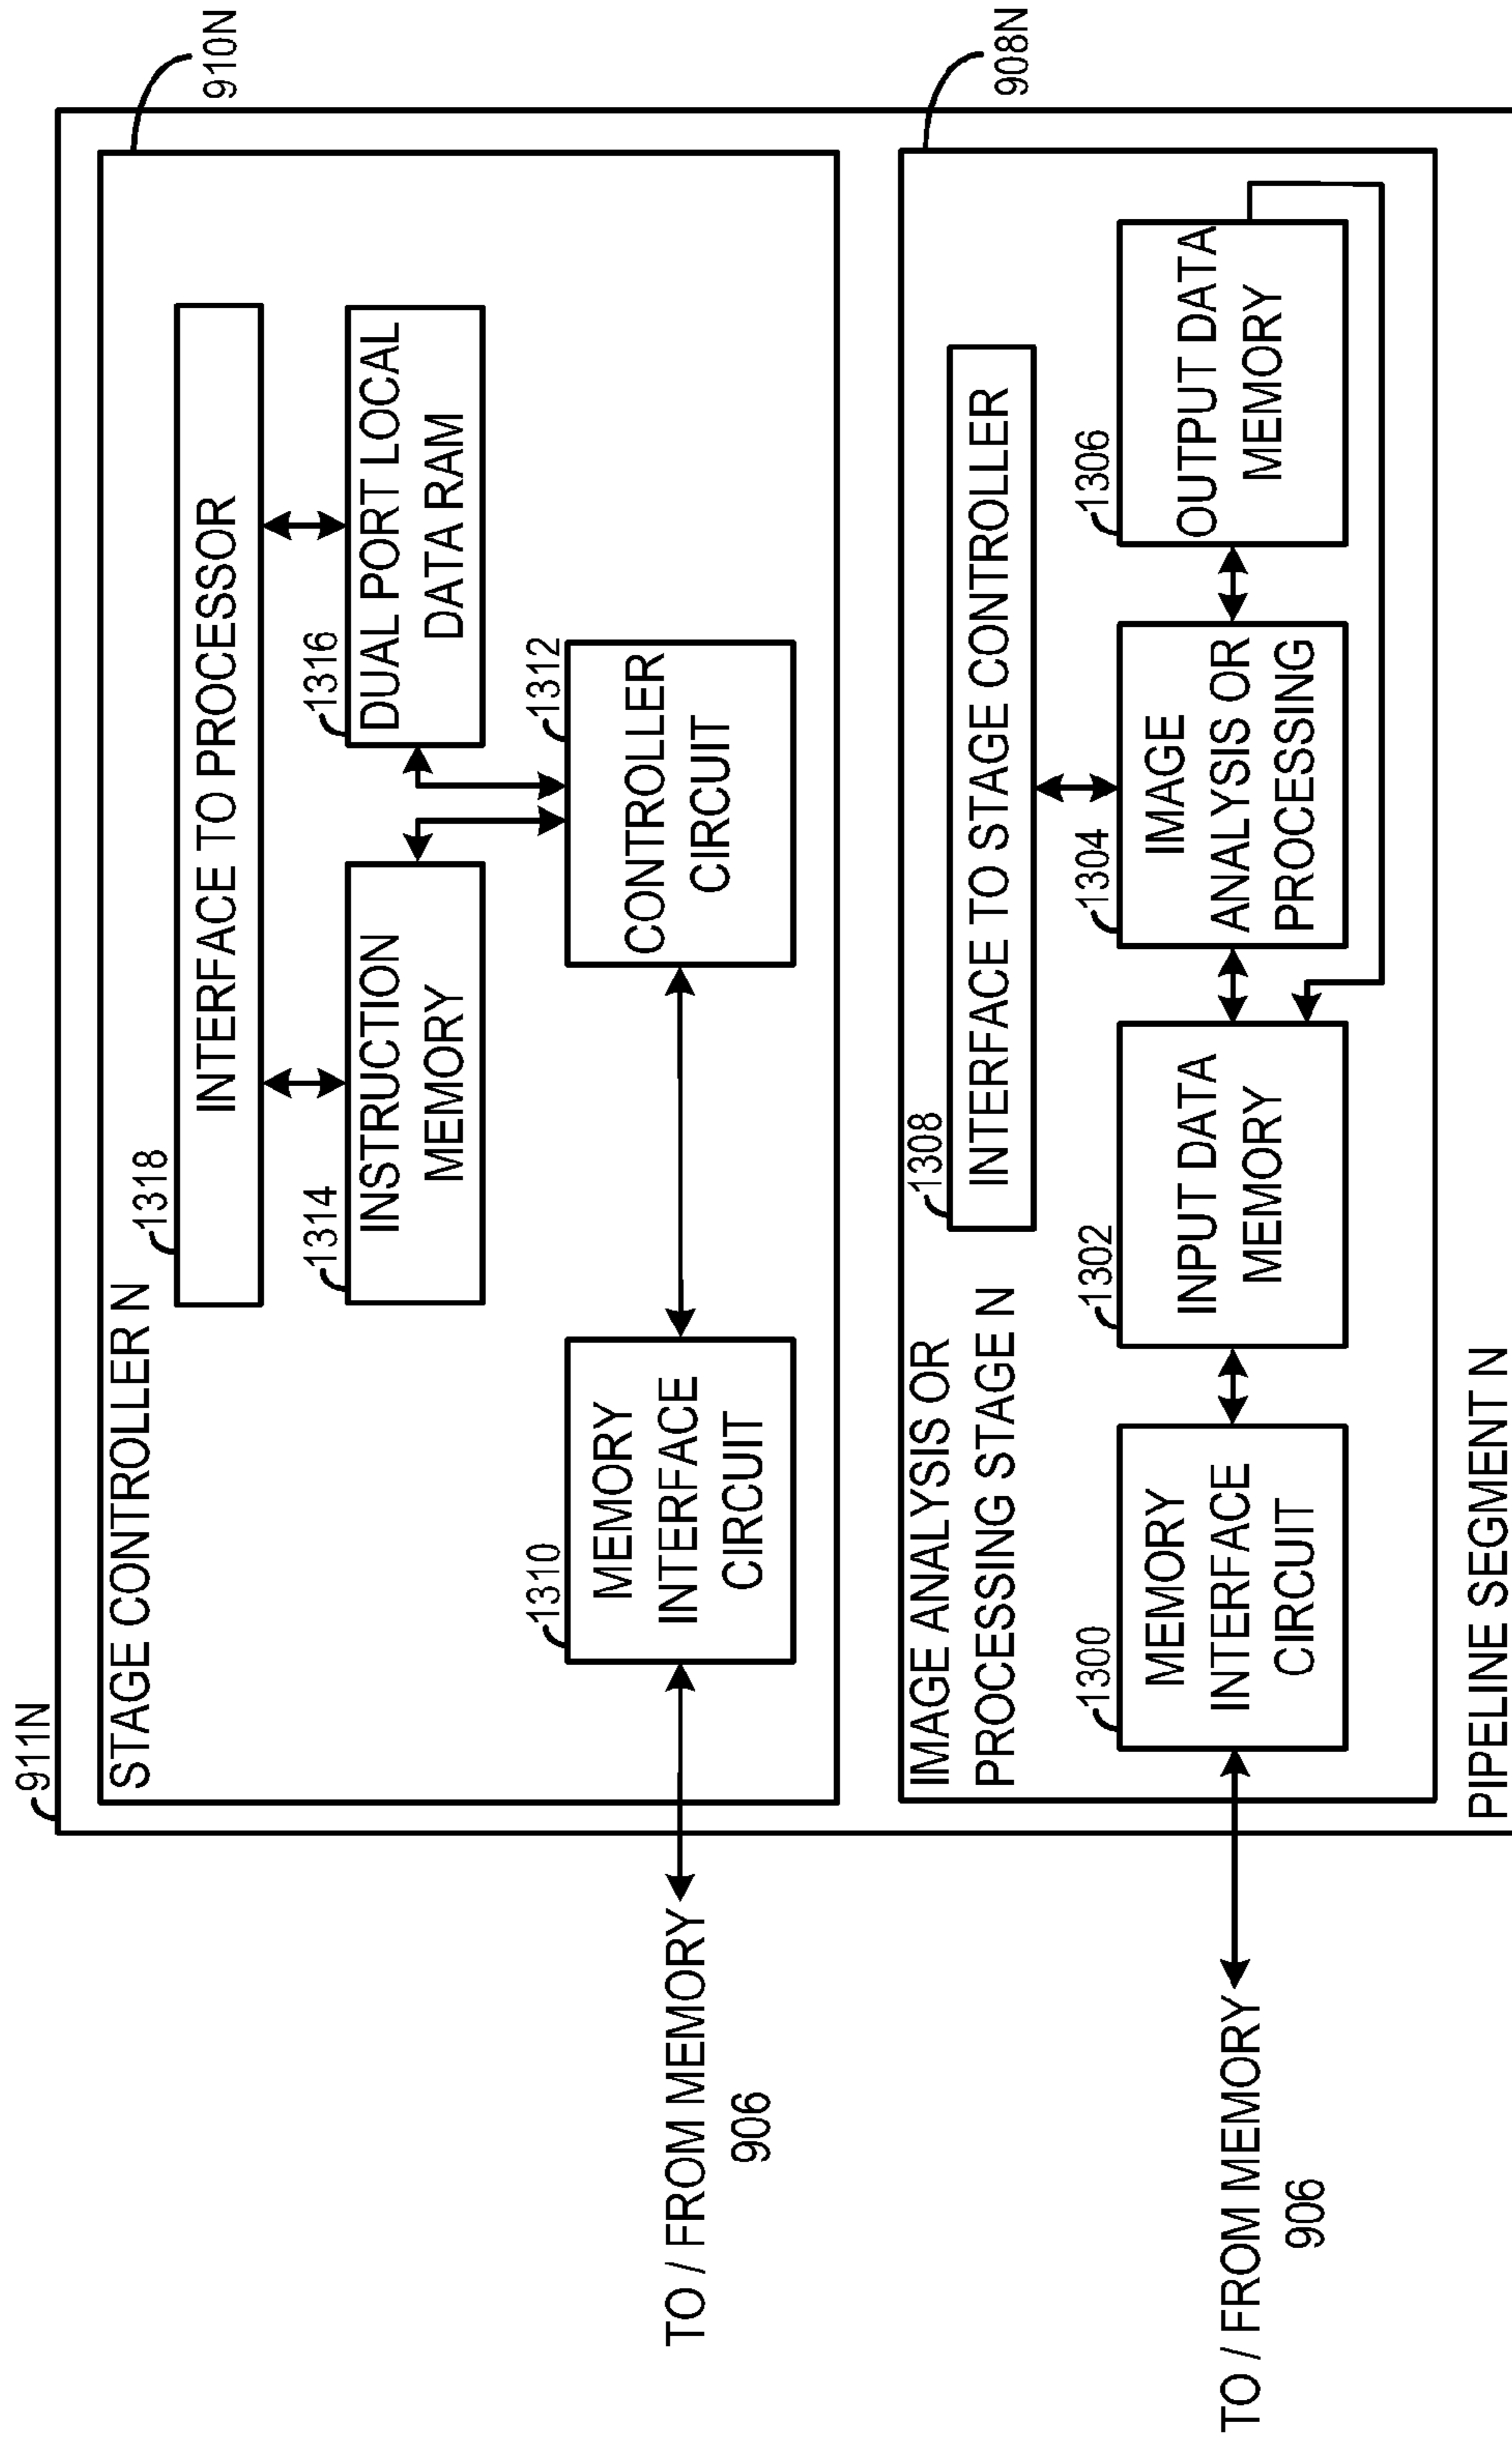 911N
910N
STAGE CONTROLLER N
1318
INTERFACE TO PROCESSOR
1314
INSTRUCTION
MEMORY
1316
DUAL PORT LOCAL
DATA RAM
1310
MEMORY
INTERFACE
CIRCUIT
1312
CONTROLLER
CIRCUIT
TO / FROM MEMORY
906
908N
IMAGE ANALYSIS OR
PROCESSING STAGE N
1308
INTERFACE TO STAGE CONTROLLER
1300
MEMORY
INTERFACE
CIRCUIT
1302
INPUT DATA
MEMORY
1304
IMAGE
ANALYSIS OR
PROCESSING
1306
OUTPUT DATA
MEMORY
TO / FROM MEMORY
906
PIPELINE SEGMENT N